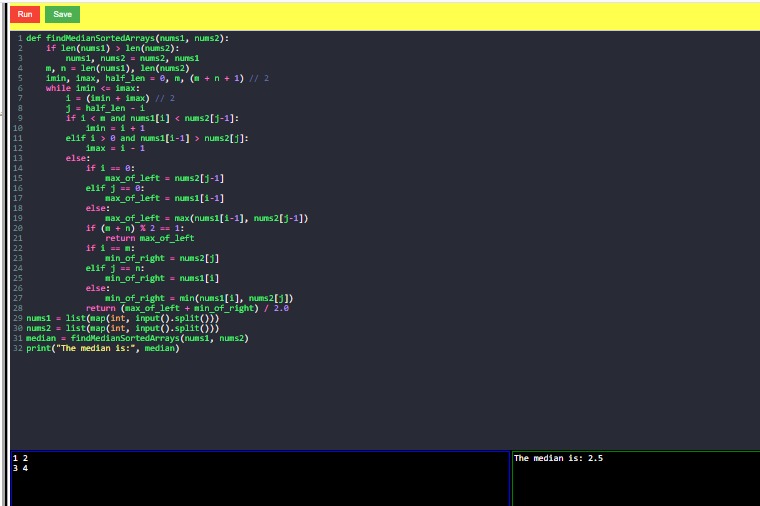 Run Save
1 def findMedianSortedArrays(nums1, nums2):
2     if len(nums1) > len(nums2):
3         nums1, nums2 = nums2, nums1
4     m, n = len(nums1), len(nums2)
5     imin, imax, half_len = 0, m, (m + n + 1) // 2
6     while imin <= imax:
7         i = (imin + imax) // 2
8         j = half_len - i
9         if i < m and nums1[i] < nums2[j-1]:
10             imin = i + 1
11         elif i > 0 and nums1[i-1] > nums2[j]:
12             imax = i - 1
13         else:
14             if i == 0:
15                 max_of_left = nums2[j-1]
16             elif j == 0:
17                 max_of_left = nums1[i-1]
18             else:
19                 max_of_left = max(nums1[i-1], nums2[j-1])
20             if (m + n) % 2 == 1:
21                 return max_of_left
22             if i == m:
23                 min_of_right = nums2[j]
24             elif j == n:
25                 min_of_right = nums1[i]
26             else:
27                 min_of_right = min(nums1[i], nums2[j])
28             return (max_of_left + min_of_right) / 2.0
29 nums1 = list(map(int, input().split()))
30 nums2 = list(map(int, input().split()))
31 median = findMedianSortedArrays(nums1, nums2)
32 print("The median is:", median)
1 2
3 4
The median is: 2.5